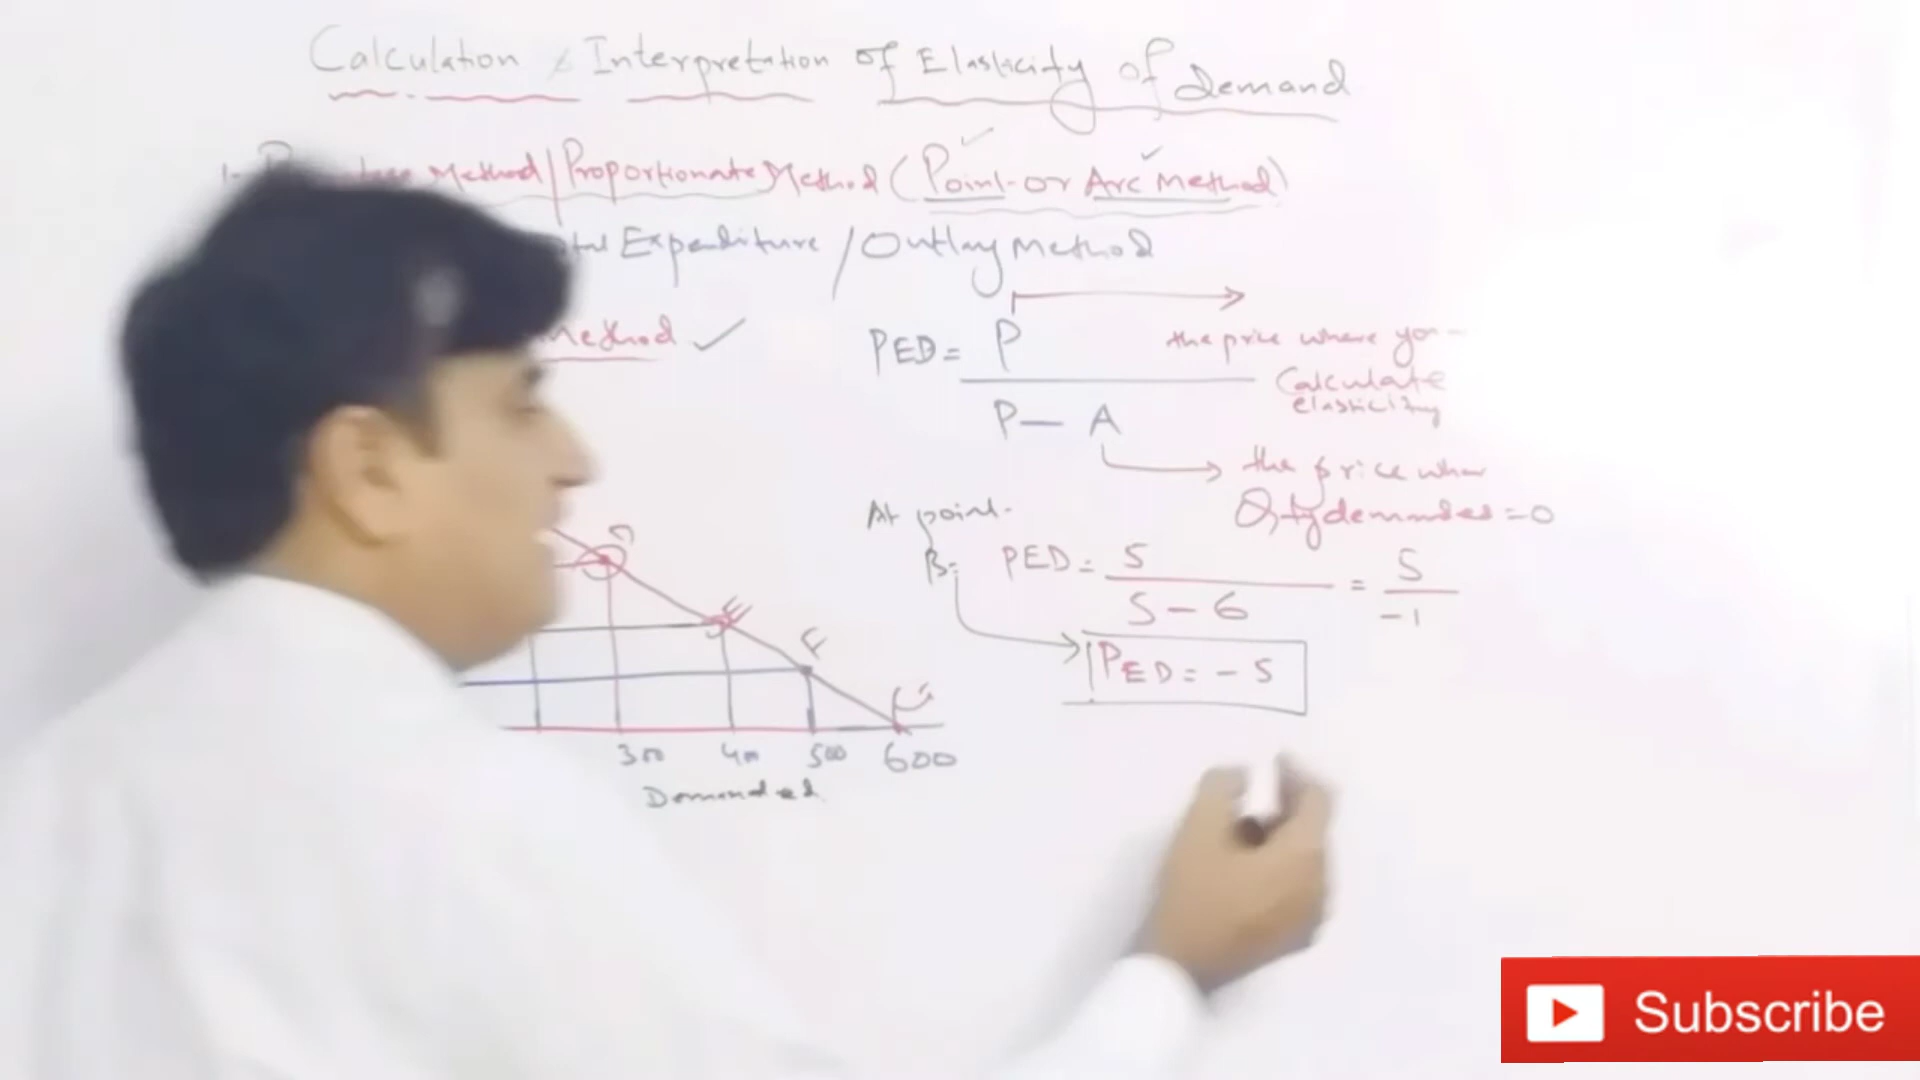 Calculation & Interpretation Of Elasticity of Demand
1- Method/Proportionate Method (Point or Arc Method)
Expenditure / Outlay Method
Method ✓
PED = P
P - A
the price where you
Calculate
elasticity
the price when
Qty demanded = 0
At point
B- PED = 5
5 - 6
= 5
-1
PED = - 5
D
E
F
G
300 400 500 600
Demanded
Subscribe